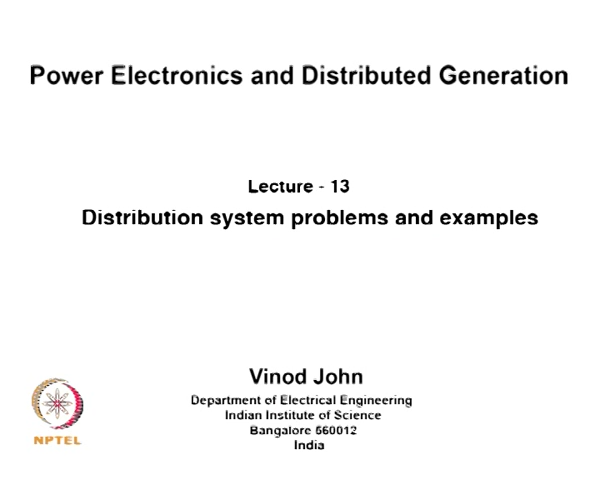 Power Electronics and Distributed Generation
Lecture - 13
Distribution system problems and examples
Vinod John
Department of Electrical Engineering
Indian Institute of Science
Bangalore 560012
India
NPTEL